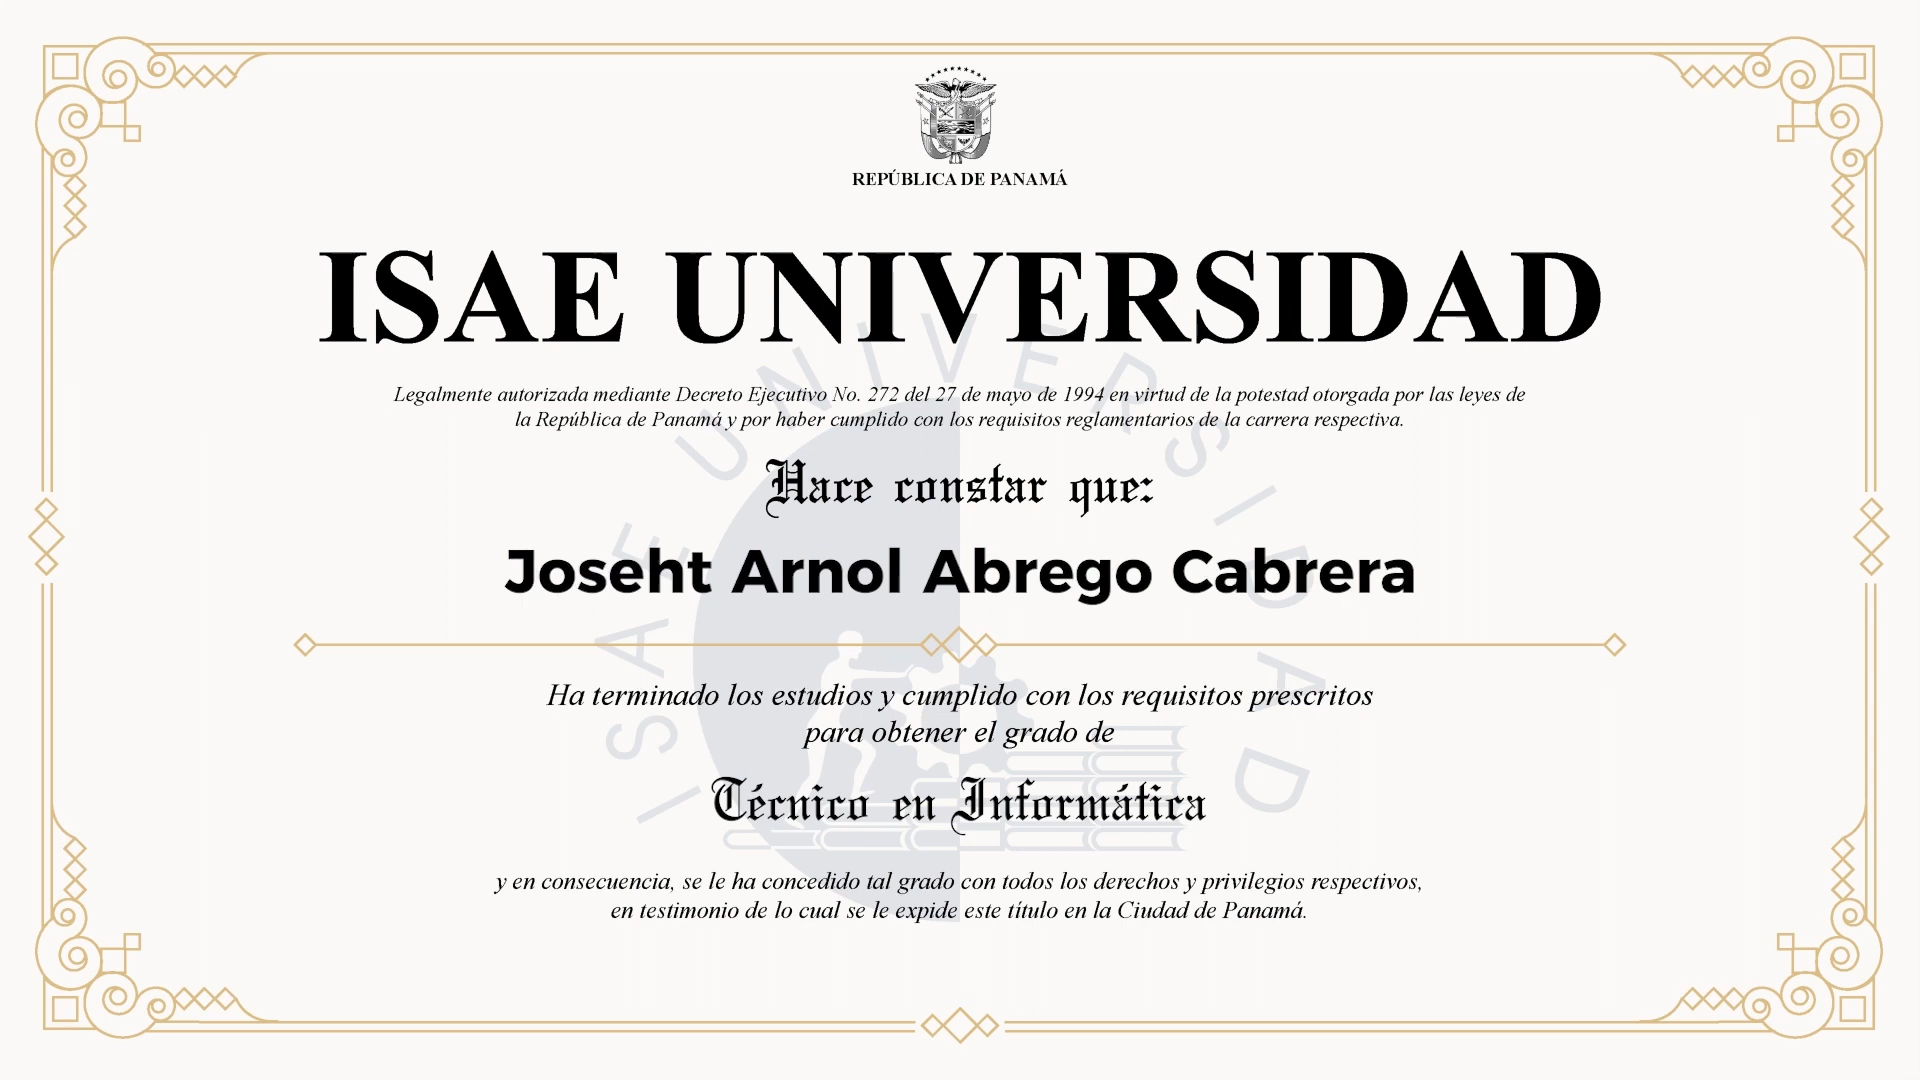 REPÚBLICA DE PANAMÁ
ISAE UNIVERSIDAD
Legalmente autorizada mediante Decreto Ejecutivo No. 272 del 27 de mayo de 1994 en virtud de la potestad otorgada por las leyes de
la República de Panamá y por haber cumplido con los requisitos reglamentarios de la carrera respectiva.
Hace constar que:
Joseht Arnol Abrego Cabrera
Ha terminado los estudios y cumplido con los requisitos prescritos
para obtener el grado de
Técnico en Informática
y en consecuencia, se le ha concedido tal grado con todos los derechos y privilegios respectivos,
en testimonio de lo cual se le expide este título en la Ciudad de Panamá.
ISAE UNIVERSIDAD